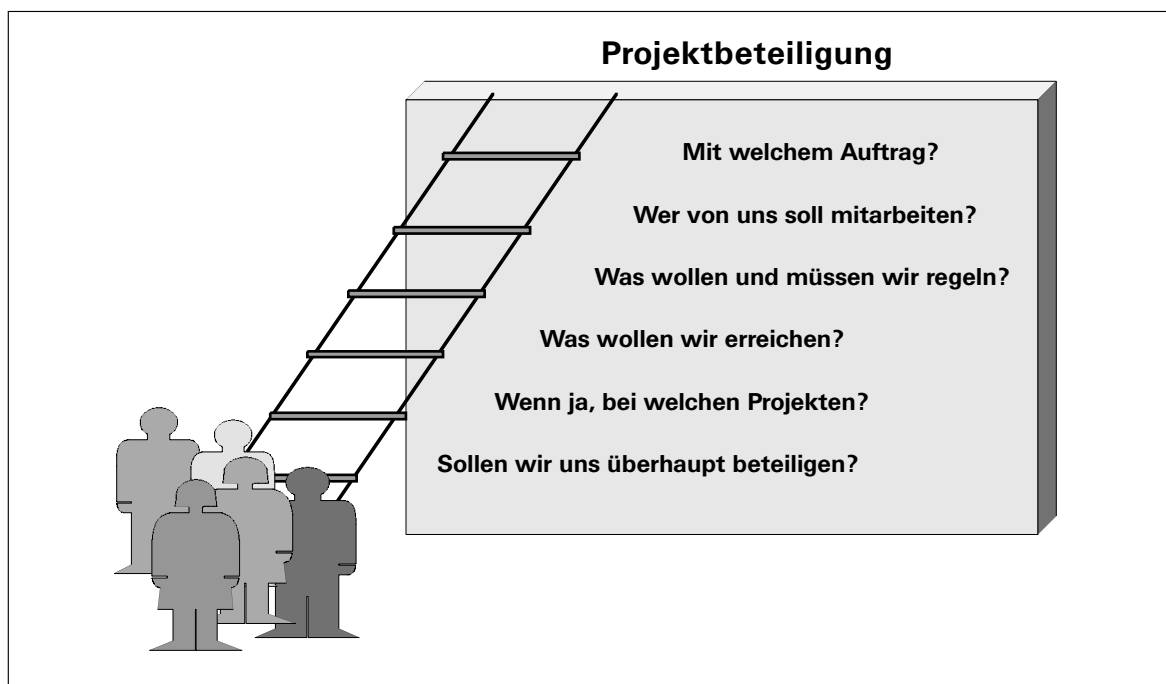 Projektbeteiligung
Mit welchem Auftrag?
Wer von uns soll mitarbeiten?
Was wollen und müssen wir regeln?
Was wollen wir erreichen?
Wenn ja, bei welchen Projekten?
Sollen wir uns überhaupt beteiligen?